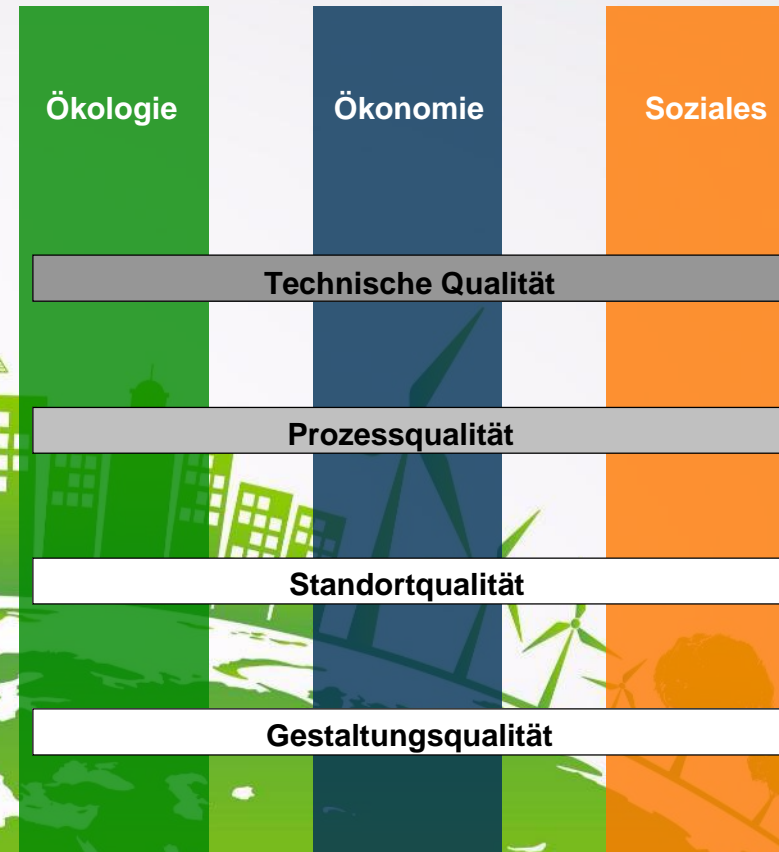 Ökologie Ökonomie Soziales
Technische Qualität
Prozessqualität
Standortqualität
Gestaltungsqualität